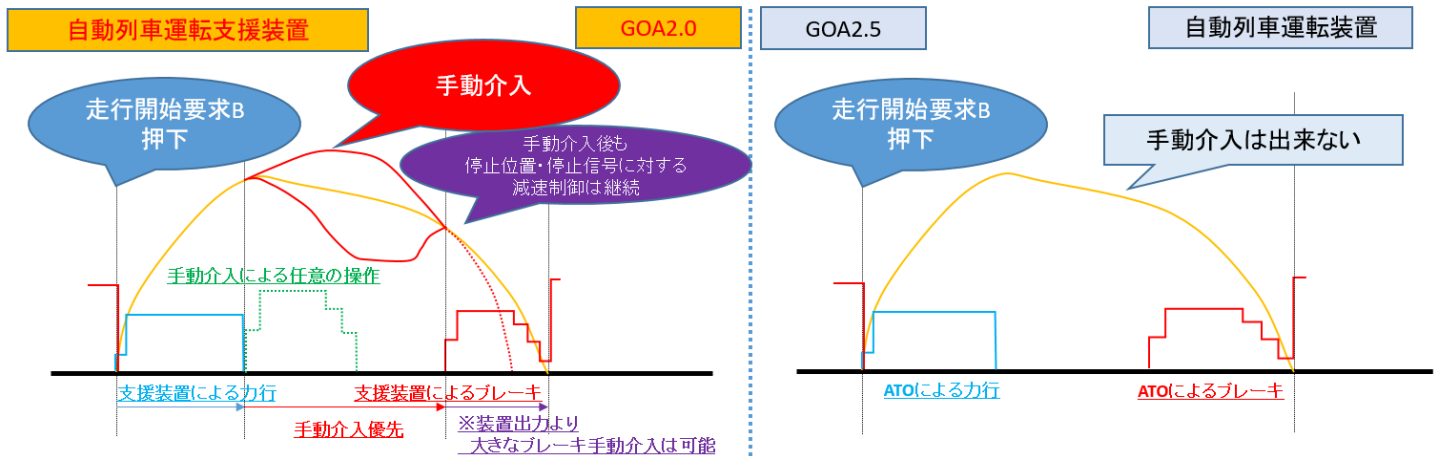 自動列車運転支援装置
GOA2.0
手動介入
走行開始要求B
押下
手動介入後も
停止位置・停止信号に対する
減速制御は継続
手動介入による任意の操作
支援装置による力行
支援装置によるブレーキ
手動介入優先
※装置出力より
大きなブレーキ手動介入は可能
GOA2.5
自動列車運転装置
走行開始要求B
押下
手動介入は出来ない
ATOによる力行
ATOによるブレーキ